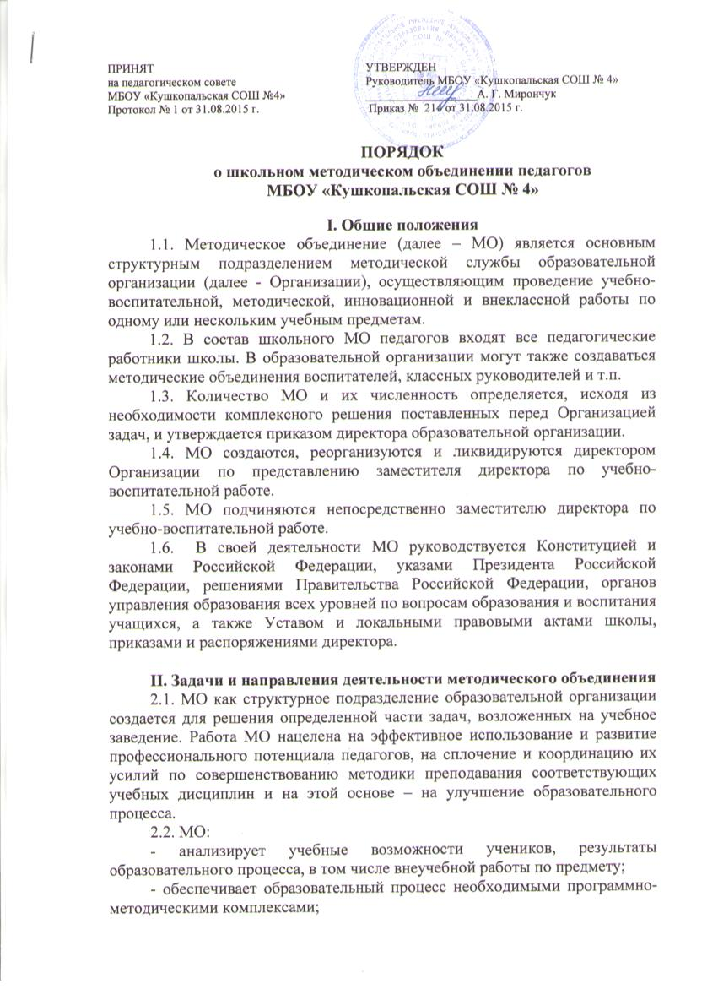 ПРИНЯТ
на педагогическом совете
МБОУ «Кушкопальская СОШ №4»
Протокол № 1 от 31.08.2015 г.
УТВЕРЖДЕН
Руководитель МБОУ «Кушкопальская СОШ № 4»
А. Г. Мирончук
Приказ № 214 от 31.08.2015 г.
ПОРЯДОК
о школьном методическом объединении педагогов
МБОУ «Кушкопальская СОШ № 4»
I. Общие положения
1.1. Методическое объединение (далее – МО) является основным
структурным подразделением методической службы образовательной
организации (далее - Организации), осуществляющим проведение учебно-
воспитательной, методической, инновационной и внеклассной работы по
одному или нескольким учебным предметам.
1.2. В состав школьного МО педагогов входят все педагогические
работники школы. В образовательной организации могут также создаваться
методические объединения воспитателей, классных руководителей и т.п.
1.3. Количество МО и их численность определяется, исходя из
необходимости комплексного решения поставленных перед Организацией
задач, и утверждается приказом директора образовательной организации.
1.4. МО создаются, реорганизуются и ликвидируются директором
Организации по представлению заместителя директора по учебно-
воспитательной работе.
1.5. МО подчиняются непосредственно заместителю директора по
учебно-воспитательной работе.
1.6. В своей деятельности МО руководствуется Конституцией и
законами Российской Федерации, указами Президента Российской
Федерации, решениями Правительства Российской Федерации, органов
управления образования всех уровней по вопросам образования и воспитания
учащихся, а также Уставом и локальными правовыми актами школы,
приказами и распоряжениями директора.
II. Задачи и направления деятельности методического объединения
2.1. МО как структурное подразделение образовательной организации
создается для решения определенной части задач, возложенных на учебное
заведение. Работа МО нацелена на эффективное использование и развитие
профессионального потенциала педагогов, на сплочение и координацию их
усилий по совершенствованию методики преподавания соответствующих
учебных дисциплин и на этой основе – на улучшение образовательного
процесса.
2.2. МО:
- анализирует учебные возможности учеников, результаты
образовательного процесса, в том числе внеучебной работы по предмету;
- обеспечивает образовательный процесс необходимыми программно-
методическими комплексами;